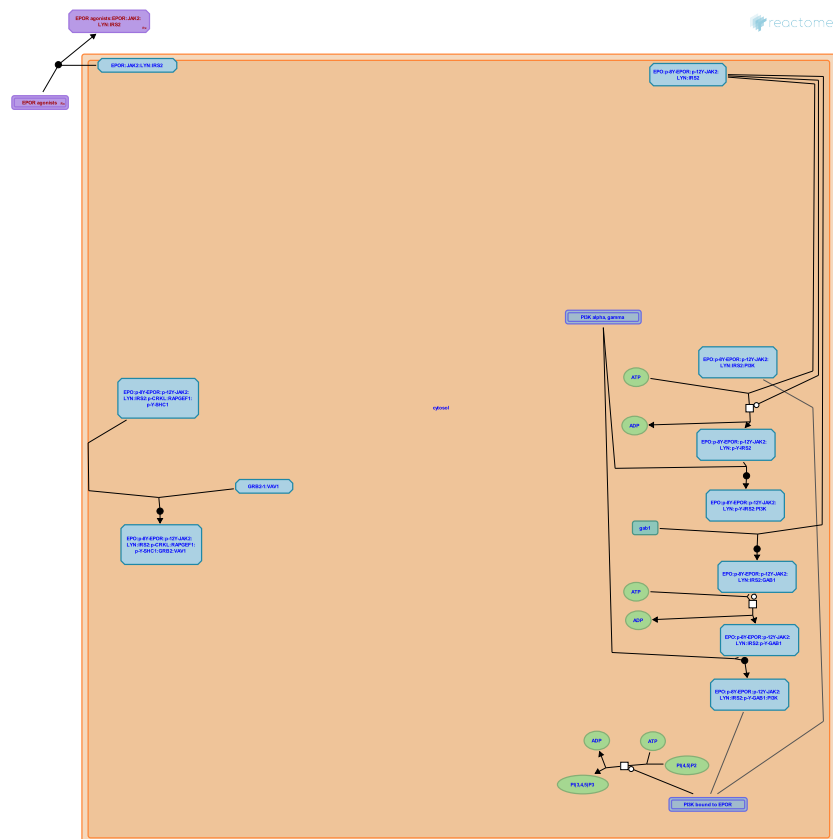 EPOR agonists:EPOR:JAK2:
LYN:IRS2
reactome
EPOR:JAK2:LYN:IRS2
EPO:p-8Y-EPOR:p-12Y-JAK2:
LYN:IRS2
EPOR agonists
PI3K alpha, gamma
EPO:p-8Y-EPOR:p-12Y-JAK2:
LYN:IRS2:PI3K
ATP
EPO:p-8Y-EPOR:p-12Y-JAK2:
LYN:IRS2:p-CRKL:RAPGEF1:
p-Y-SHC1
cytosol
ADP
EPO:p-8Y-EPOR:p-12Y-JAK2:
LYN:p-Y-IRS2
GRB2-1:VAV1
EPO:p-8Y-EPOR:p-12Y-JAK2:
LYN:p-Y-IRS2:PI3K
gab1
EPO:p-8Y-EPOR:p-12Y-JAK2:
LYN:IRS2:p-CRKL:RAPGEF1:
p-Y-SHC1:GRB2:VAV1
EPO:p-8Y-EPOR:p-12Y-JAK2:
LYN:IRS2:GAB1
ATP
ADP
EPO:p-8Y-EPOR:p-12Y-JAK2:
LYN:IRS2:p-Y-GAB1
EPO:p-8Y-EPOR:p-12Y-JAK2:
LYN:IRS2:p-Y-GAB1:PI3K
ADP
ATP
PI(4,5)P2
PI(3,4,5)P3
PI3K bound to EPOR